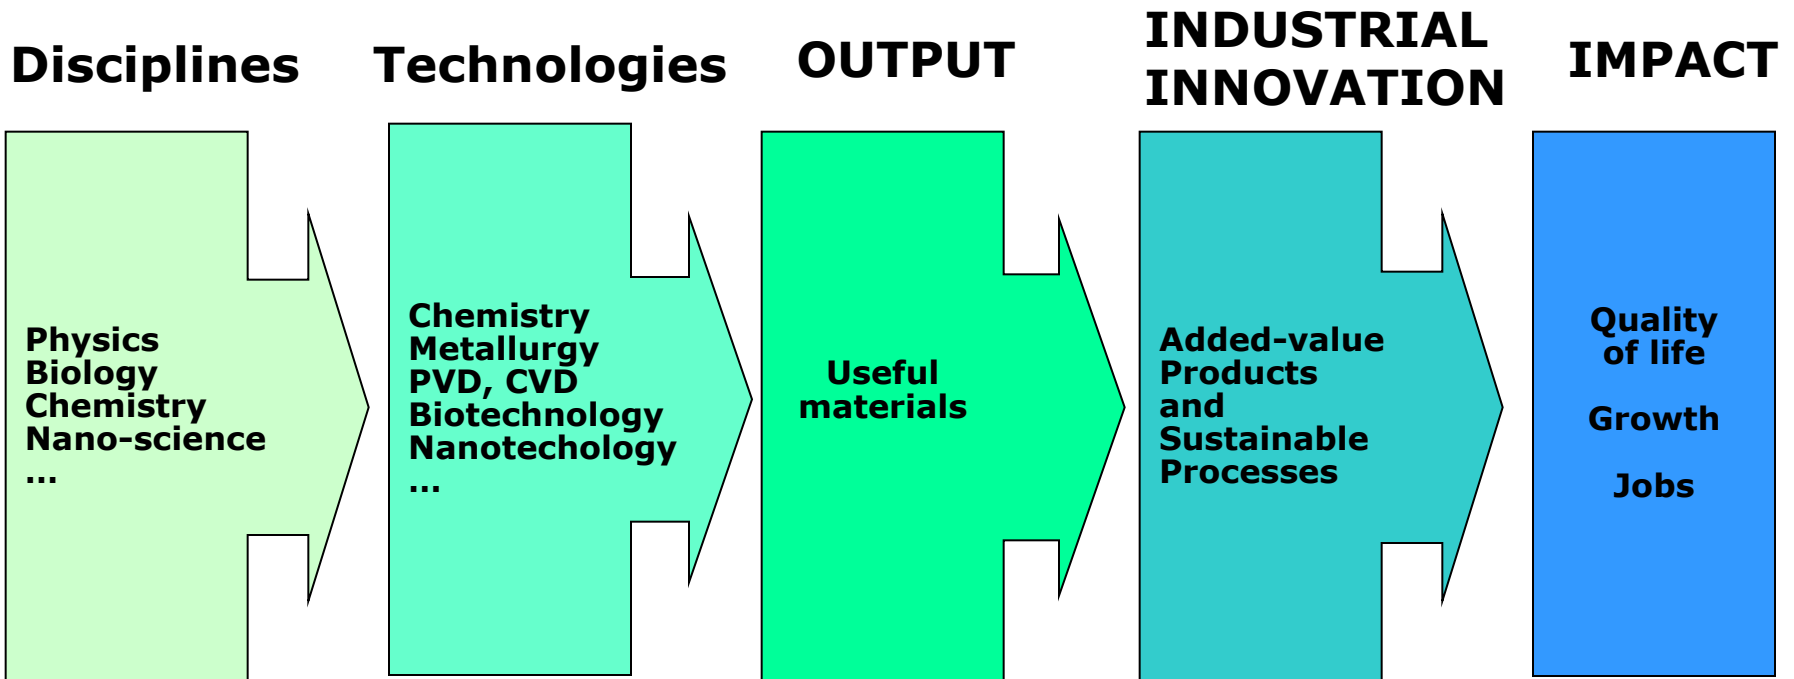 Disciplines
Physics
Biology
Chemistry
Nano-science
...
Technologies
Chemistry
Metallurgy
PVD, CVD
Biotechnology
Nanotechology
...
OUTPUT
Useful
materials
INDUSTRIAL
INNOVATION
Added-value
Products
and
Sustainable
Processes
IMPACT
Quality
of life
Growth
Jobs